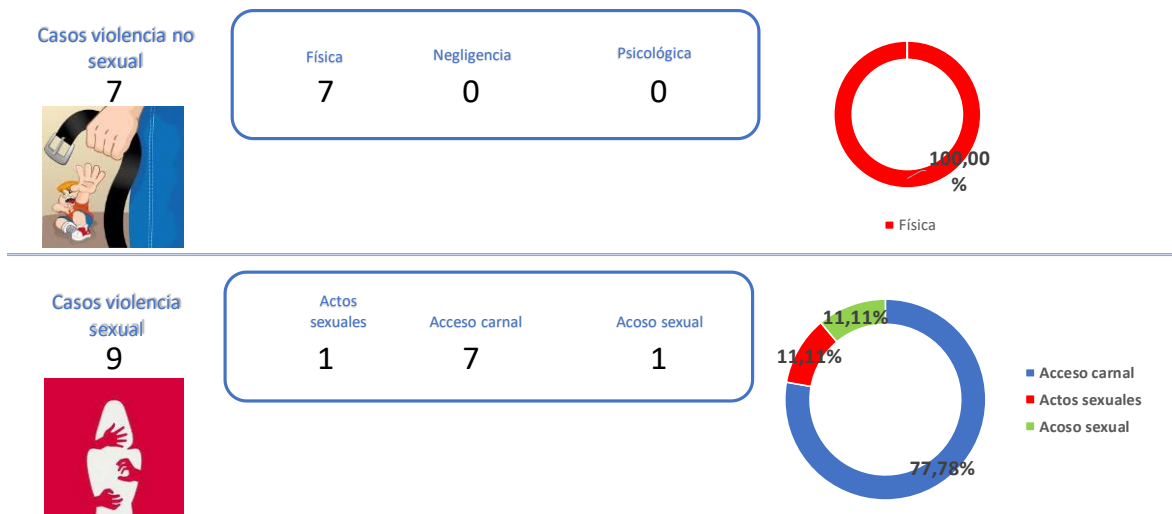 Casos violencia no
sexual
7
Física
Negligencia
Psicológica
7
0
0
100,00
%
Física
Casos violencia
sexual
9
Actos
sexuales
Acceso carnal
Acoso sexual
1
7
1
11,11%
11,11%
77,78%
Acceso carnal
Actos sexuales
Acoso sexual